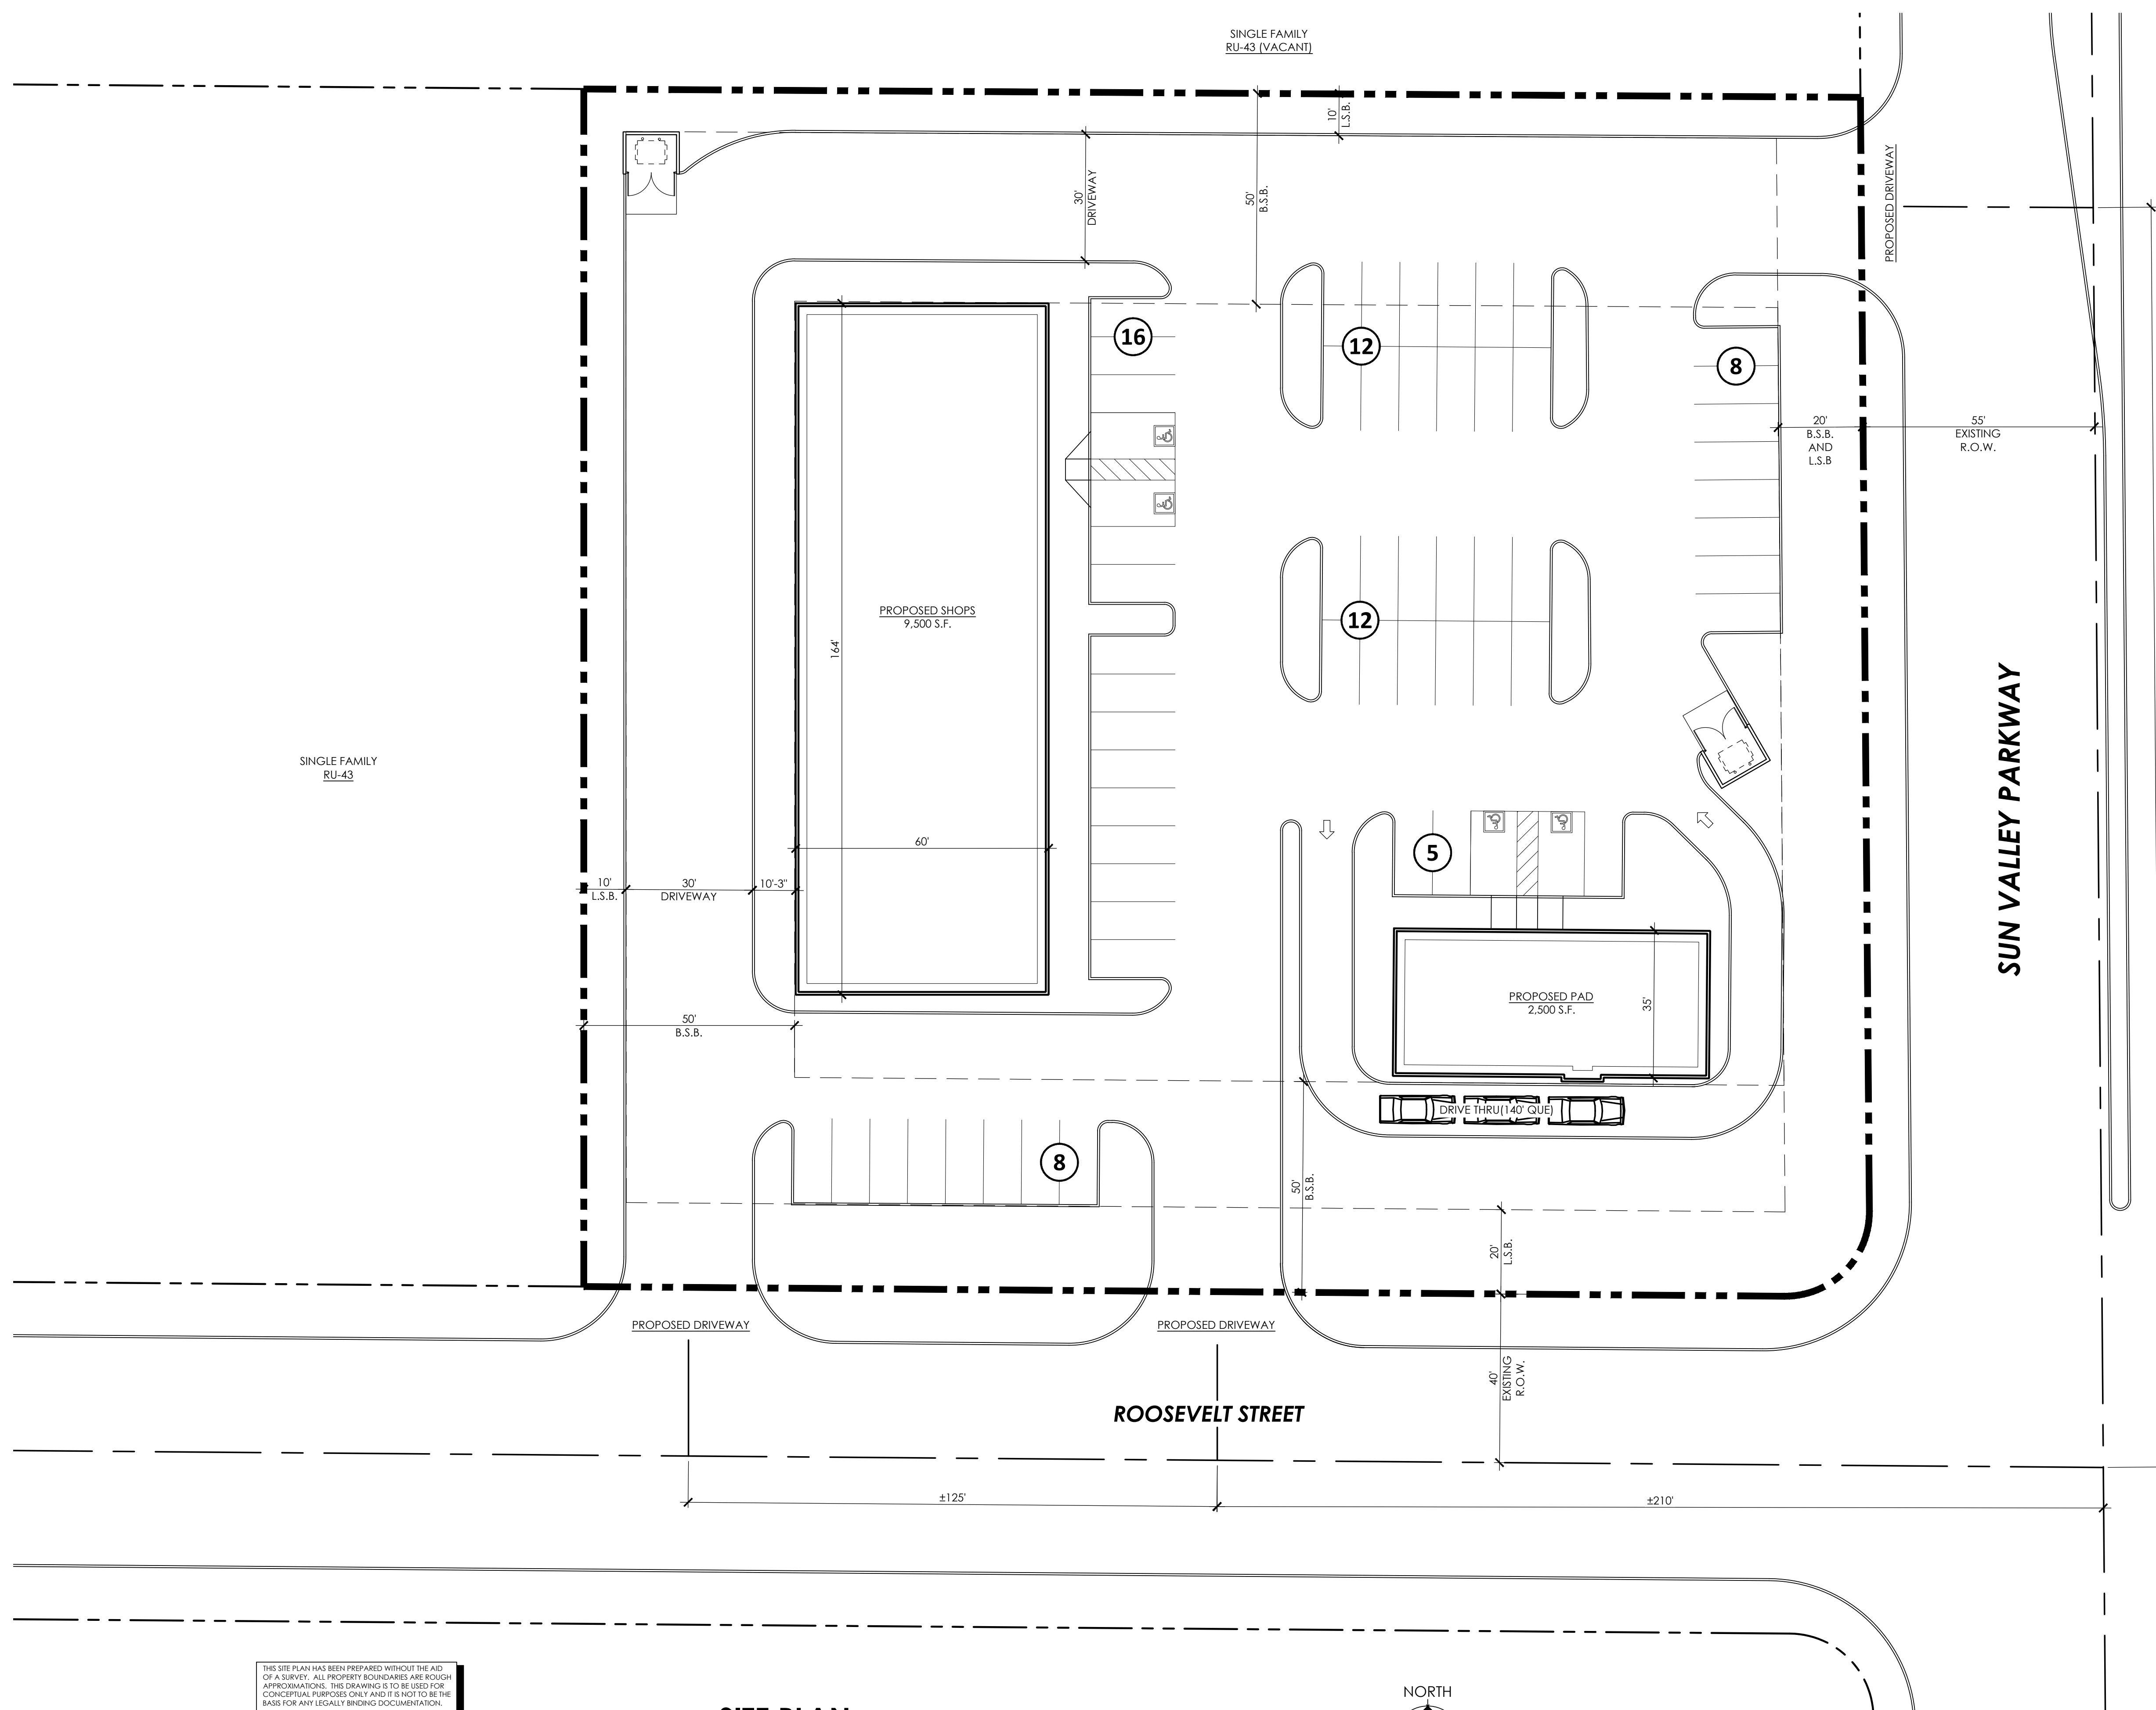 SINGLE FAMILY
RU-43 (VACANT)
10'
L.S.B.
30'
DRIVEWAY
50'
B.S.B.
PROPOSED DRIVEWAY
16
12
8
20'
B.S.B.
AND
L.S.B
55'
EXISTING
R.O.W.
PROPOSED SHOPS
9,500 S.F.
164'
12
SINGLE FAMILY
RU-43
SUN VALLEY PARKWAY
60'
5
10'
L.S.B.
30'
DRIVEWAY
10'-3"
PROPOSED PAD
2,500 S.F.
35'
50'
B.S.B.
DRIVE THRU(140' QUE)
8
50'
B.S.B.
20'
L.S.B.
PROPOSED DRIVEWAY
PROPOSED DRIVEWAY
40'
EXISTING
R.O.W.
ROOSEVELT STREET
±125'
±210'
THIS SITE PLAN HAS BEEN PREPARED WITHOUT THE AID
OF A SURVEY. ALL PROPERTY BOUNDARIES ARE ROUGH
APPROXIMATIONS. THIS DRAWING IS TO BE USED FOR
CONCEPTUAL PURPOSES ONLY AND IT IS NOT TO BE THE
BASIS FOR ANY LEGALLY BINDING DOCUMENTATION.
NORTH
SITE PLAN